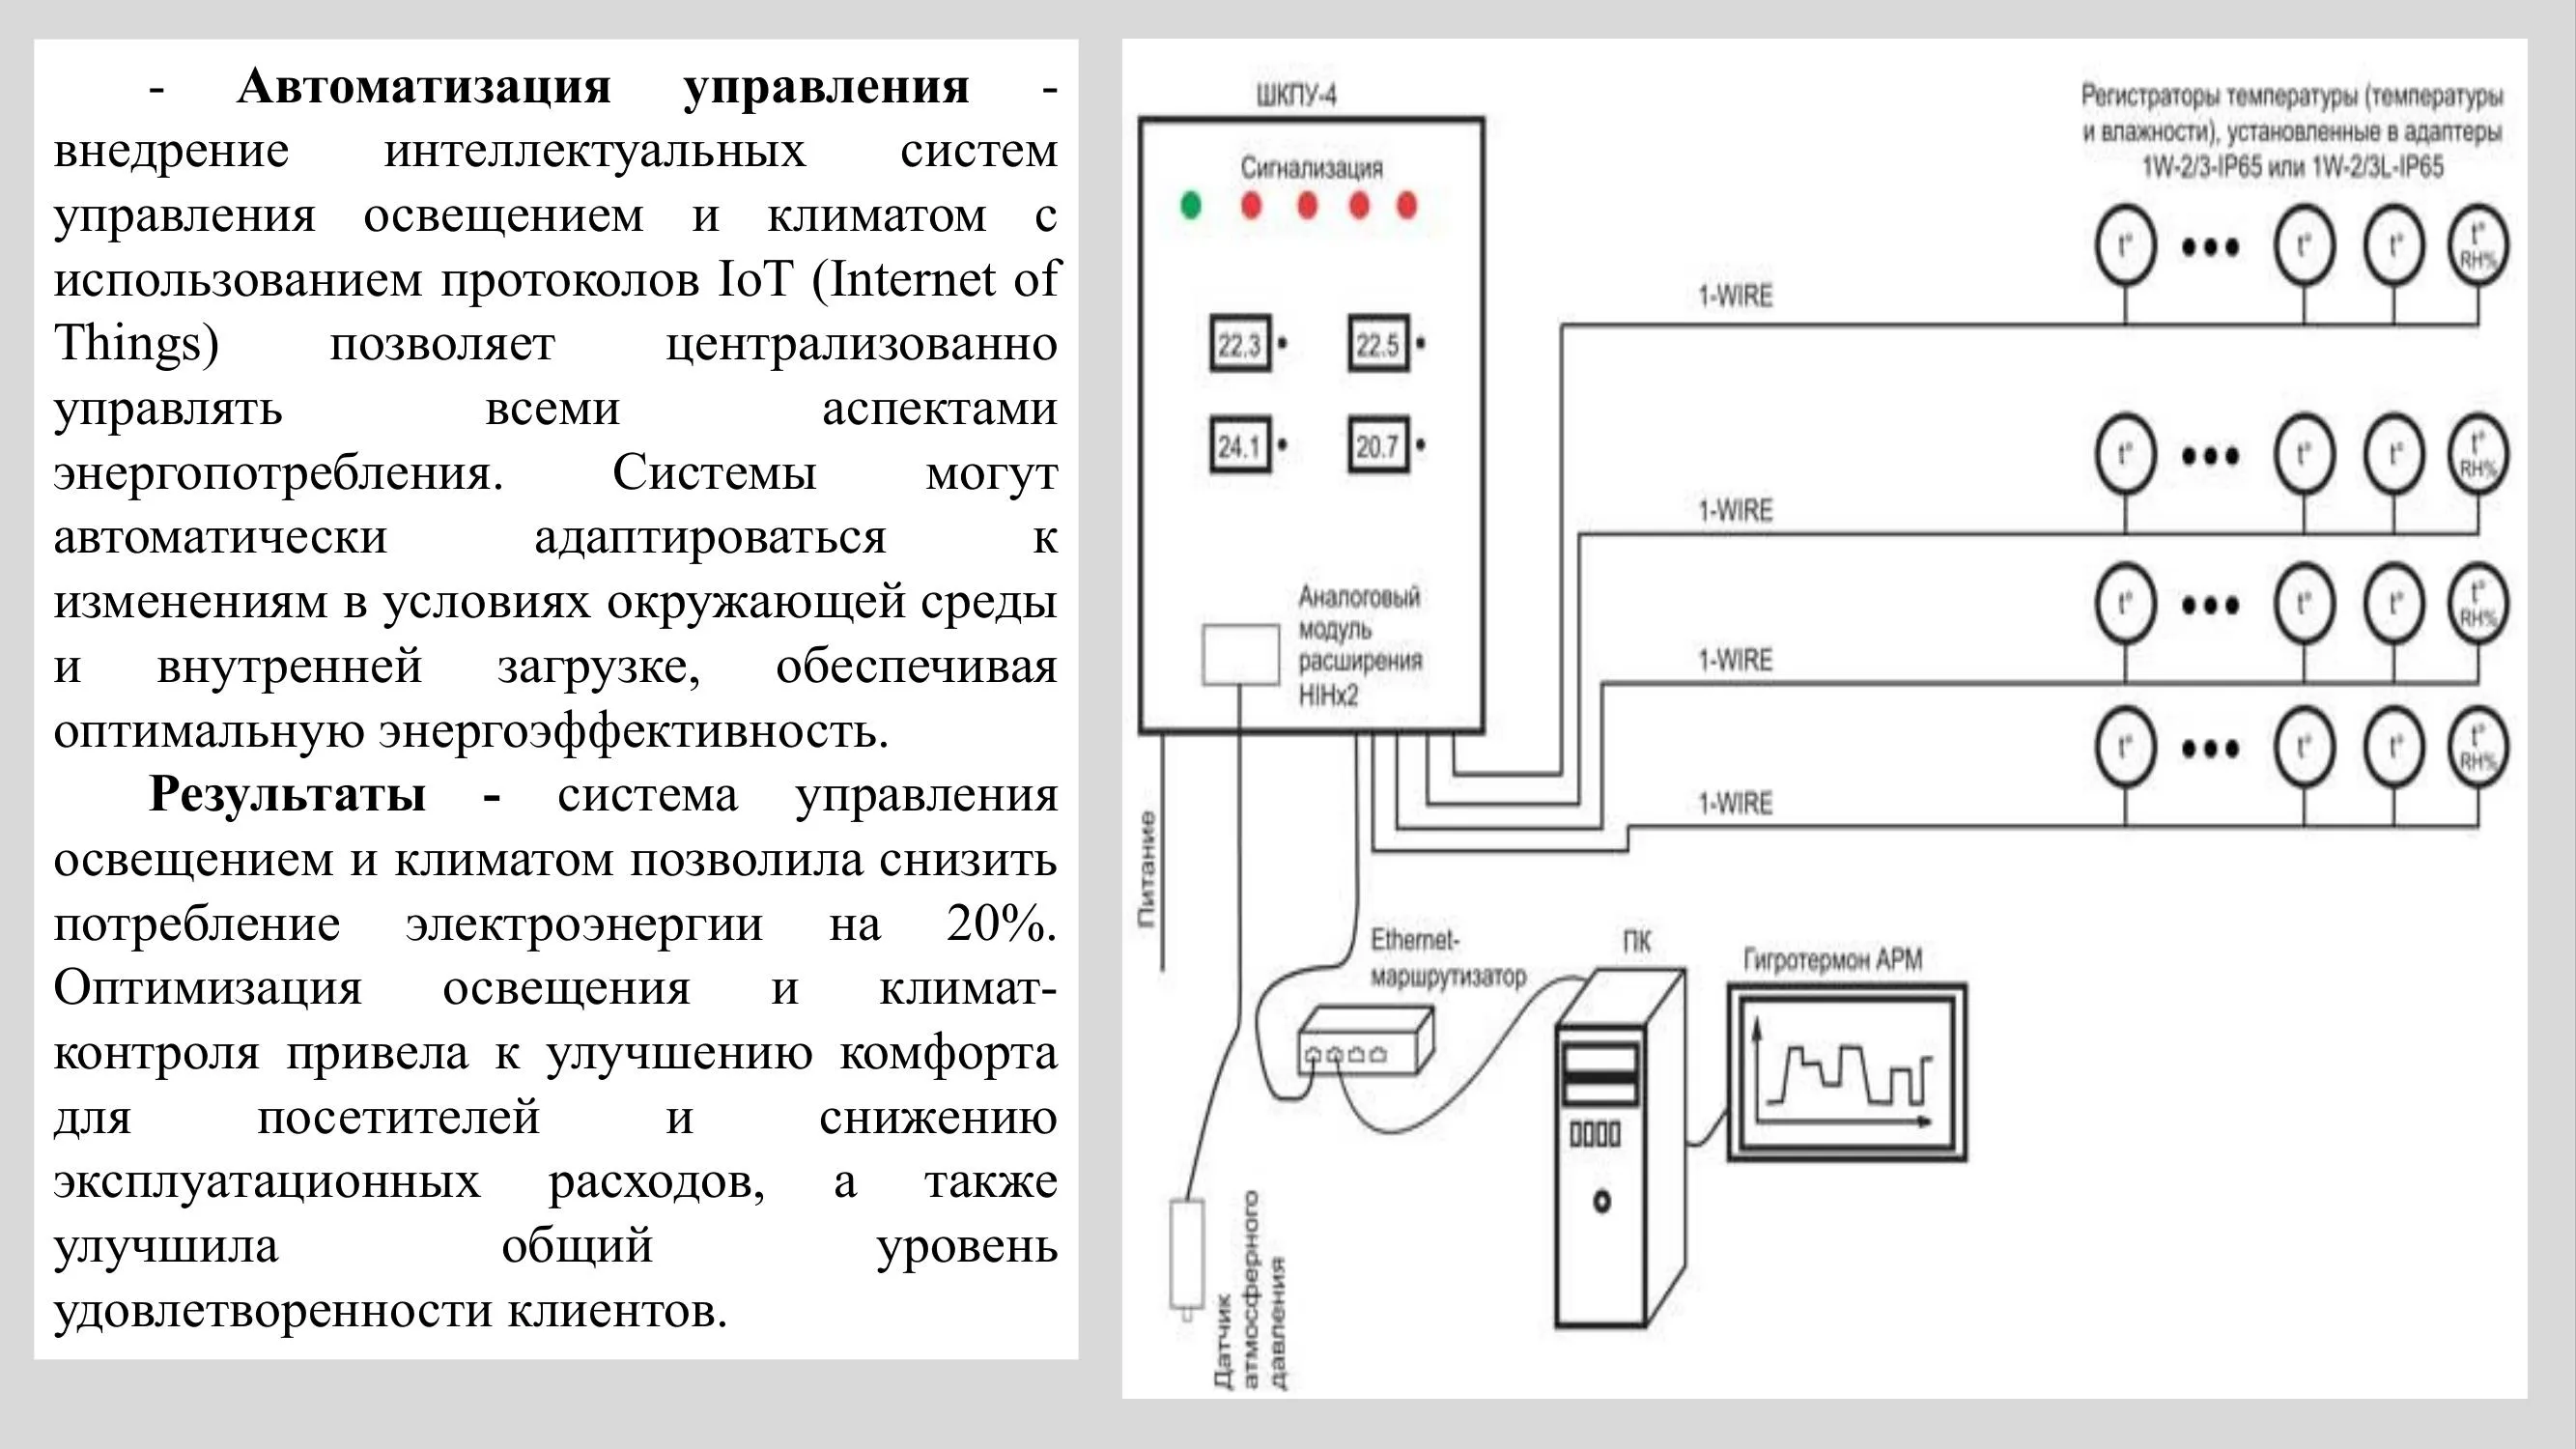 - Автоматизация управления -
внедрение интеллектуальных систем
управления освещением и климатом с
использованием протоколов IoT (Internet of
Things) позволяет централизованно
управлять всеми аспектами
энергопотребления. Системы могут
автоматически адаптироваться к
изменениям в условиях окружающей среды
и внутренней загрузке, обеспечивая
оптимальную энергоэффективность.
Результаты - система управления
освещением и климатом позволила снизить
потребление электроэнергии на 20%.
Оптимизация освещения и климат-
контроля привела к улучшению комфорта
для посетителей и снижению
эксплуатационных расходов, а также
улучшила общий уровень
удовлетворенности клиентов.
ШКПУ-4
Сигнализация
22.3 22.5
24.1 20.7
Аналоговый
модуль
расширения
HIHx2
Регистраторы температуры (температуры
и влажности), установленные в адаптеры
1W-2/3-IP65 или 1W-2/3L-IP65
t° t° t° t° RH%
1-WIRE
t° t° t° t° RH%
1-WIRE
t° t° t° t° RH%
1-WIRE
t° t° t° t° RH%
1-WIRE
Питание
Ethernet-
маршрутизатор
ПК
Гигротермон АРМ
Датчик
атмосферного
давления